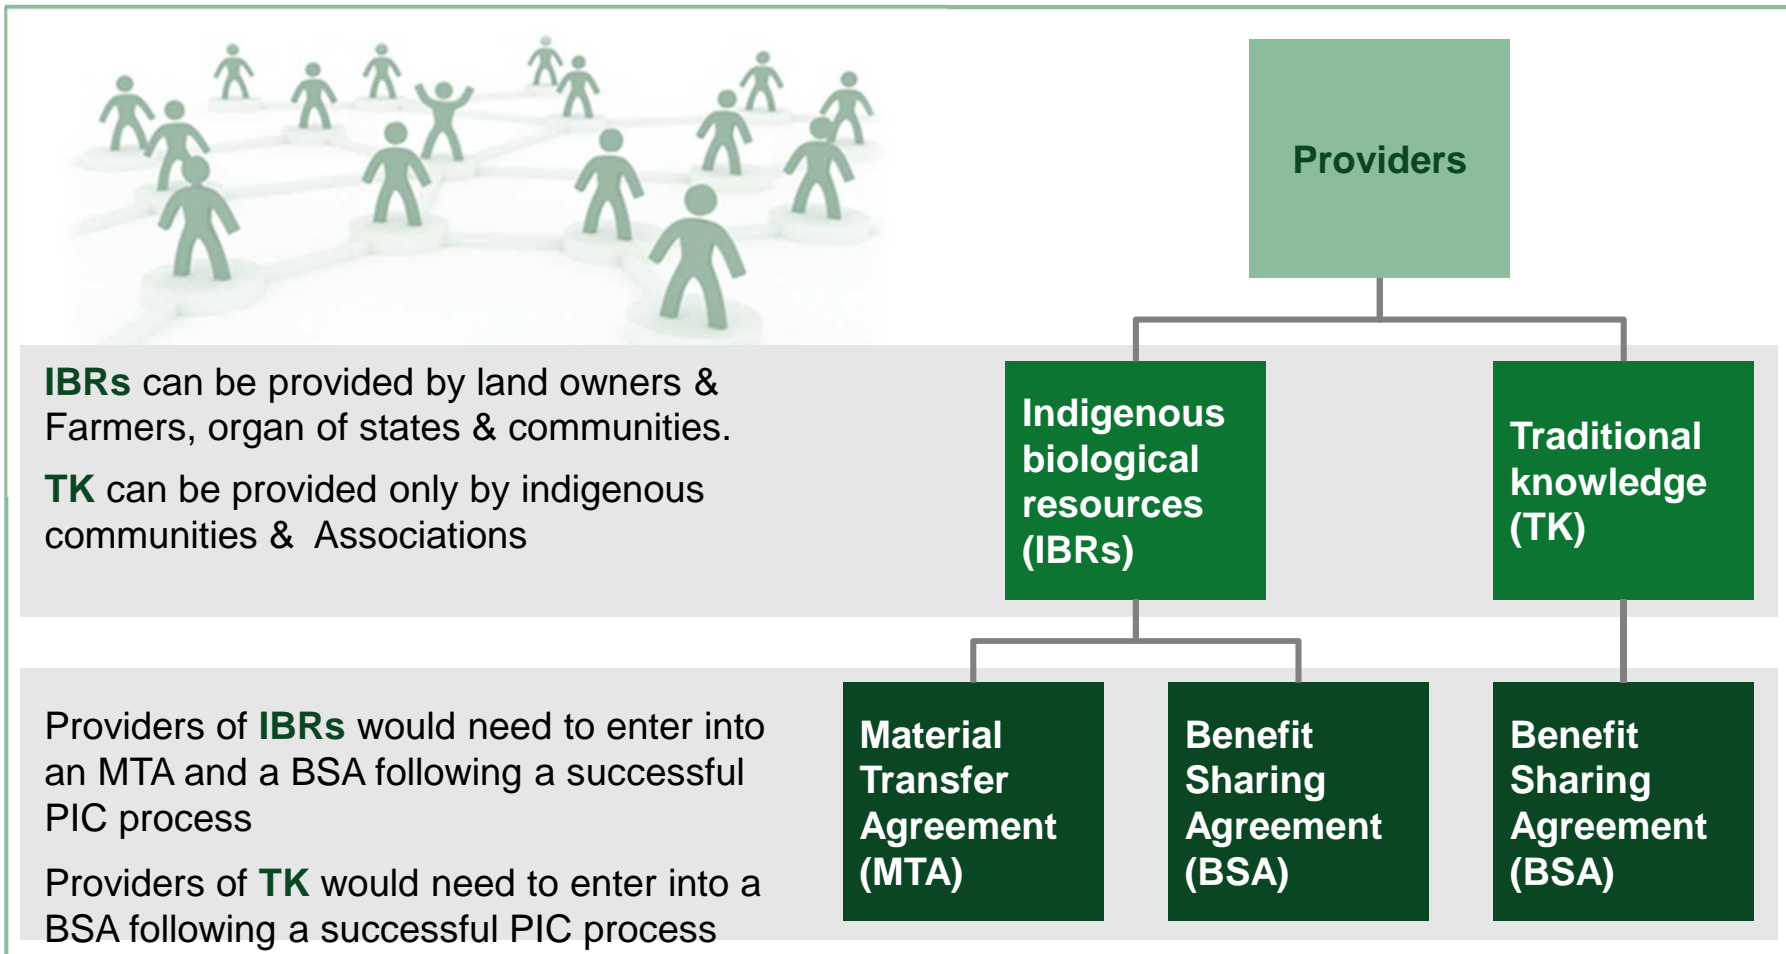 Providers
IBRs can be provided by land owners &
Farmers, organ of states & communities.
TK can be provided only by indigenous
communities &  Associations
Indigenous
biological
resources
(IBRs)
Traditional
knowledge
(TK)
Providers of IBRs would need to enter into
an MTA and a BSA following a successful
PIC process
Providers of TK would need to enter into a
BSA following a successful PIC process
Material
Transfer
Agreement
(MTA)
Benefit
Sharing
Agreement
(BSA)
Benefit
Sharing
Agreement
(BSA)